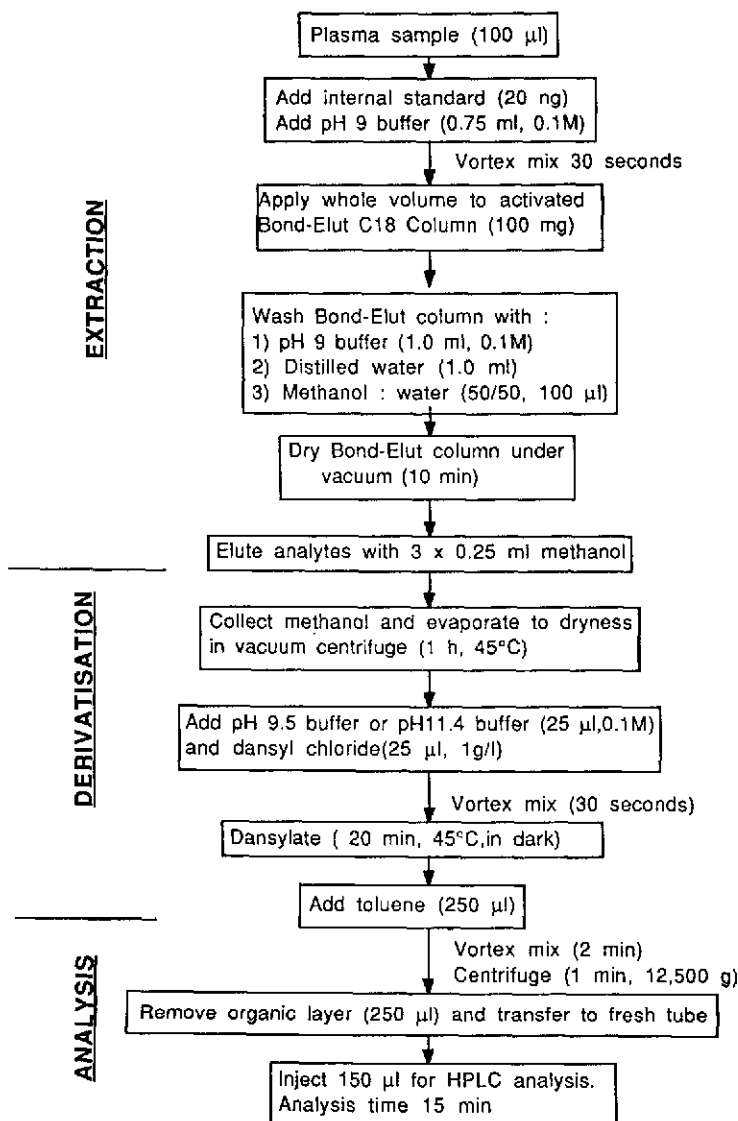 Plasma sample (100 µl)
Add internal standard (20 ng)
Add pH 9 buffer (0.75 ml, 0.1M)
Vortex mix 30 seconds
Apply whole volume to activated
Bond-Elut C18 Column (100 mg)
EXTRACTION
Wash Bond-Elut column with :
1) pH 9 buffer (1.0 ml, 0.1M)
2) Distilled water (1.0 ml)
3) Methanol : water (50/50, 100 µl)
Dry Bond-Elut column under
vacuum (10 min)
Elute analytes with 3 x 0.25 ml methanol
DERIVATISATION
Collect methanol and evaporate to dryness
in vacuum centrifuge (1 h, 45°C)
Add pH 9.5 buffer or pH11.4 buffer (25 µl,0.1M)
and dansyl chloride(25 µl, 1g/l)
Vortex mix (30 seconds)
Dansylate ( 20 min, 45°C,in dark)
Add toluene (250 µl)
ANALYSIS
Vortex mix (2 min)
Centrifuge (1 min, 12,500 g)
Remove organic layer (250 µl) and transfer to fresh tube
Inject 150 µl for HPLC analysis.
Analysis time 15 min